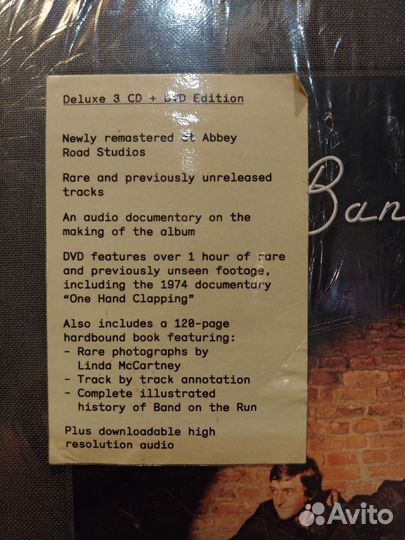 Deluxe 3 CD + DVD Edition
Newly remastered at Abbey
Road Studios
Rare and previously unreleased
tracks
An audio documentary on the
making of the album
DVD features over 1 hour of rare
and previously unseen footage,
including the 1974 documentary
“One Hand Clapping”
Also includes a 120-page
hardbound book featuring:
- Rare photographs by
Linda McCartney
- Track by track annotation
- Complete illustrated
history of Band on the Run
Plus downloadable high
resolution audio
Ban
Avito